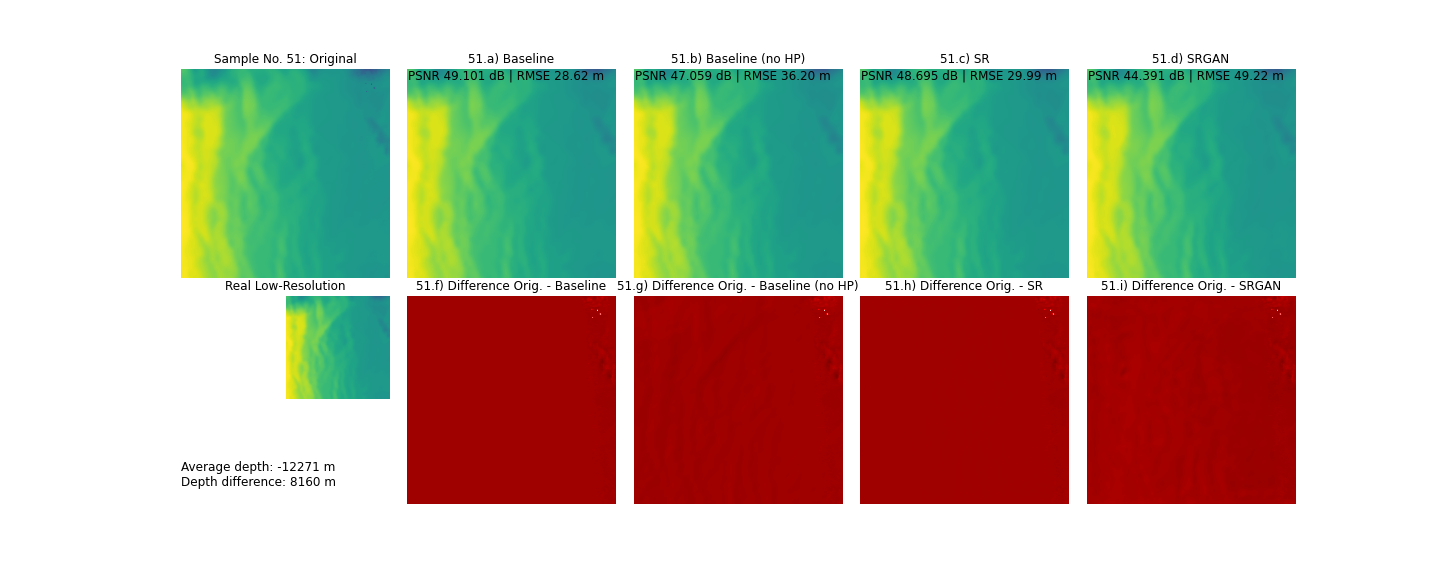 Sample No. 51: Original
51.a) Baseline
51.b) Baseline (no HP)
51.c) SR
51.d) SRGAN
PSNR 49.101 dB | RMSE 28.62 m
PSNR 47.059 dB | RMSE 36.20 m
PSNR 48.695 dB | RMSE 29.99 m
PSNR 44.391 dB | RMSE 49.22 m
Real Low-Resolution
51.f) Difference Orig. - Baseline
51.g) Difference Orig. - Baseline (no HP)
51.h) Difference Orig. - SR
51.i) Difference Orig. - SRGAN
Average depth: -12271 m
Depth difference: 8160 m